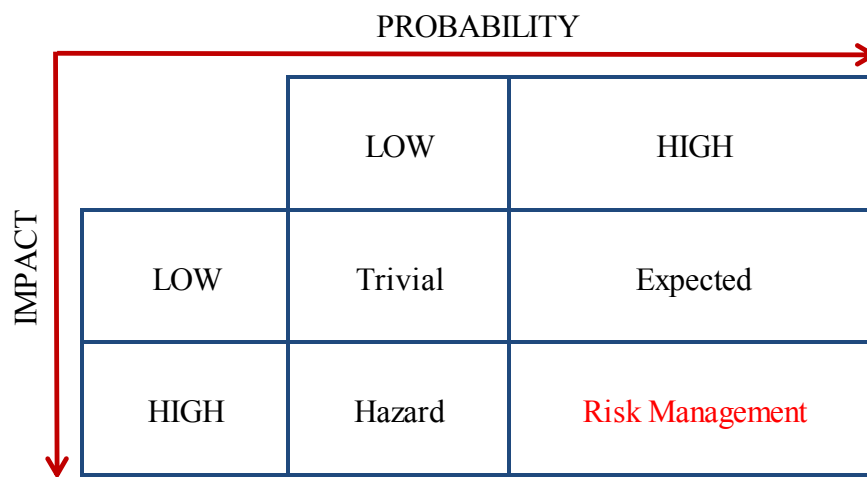 PROBABILITY
LOW HIGH
IMPACT
LOW Trivial Expected
HIGH Hazard Risk Management